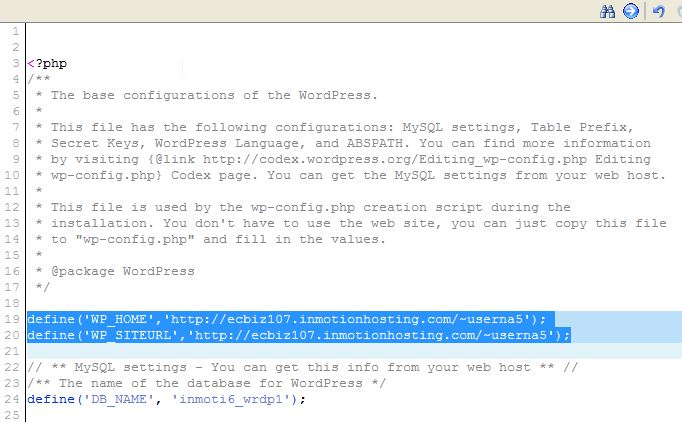 1
2
3 <?php
4 /**
5 * The base configurations of the WordPress.
6 *
7 * This file has the following configurations: MySQL settings, Table Prefix,
8 * Secret Keys, WordPress Language, and ABSPATH. You can find more information
9 * by visiting {@link http://codex.wordpress.org/Editing_wp-config.php Editing
10 * wp-config.php} Codex page. You can get the MySQL settings from your web host.
11 *
12 * This file is used by the wp-config.php creation script during the
13 * installation. You don't have to use the web site, you can just copy this file
14 * to "wp-config.php" and fill in the values.
15 *
16 * @package WordPress
17 */
18
19 define('WP_HOME','http://ecbiz107.inmotionhosting.com/~userna5');
20 define('WP_SITEURL','http://ecbiz107.inmotionhosting.com/~userna5');
21
22 // ** MySQL settings - You can get this info from your web host ** //
23 /** The name of the database for WordPress */
24 define('DB_NAME', 'inmoti6_wrdp1');
25